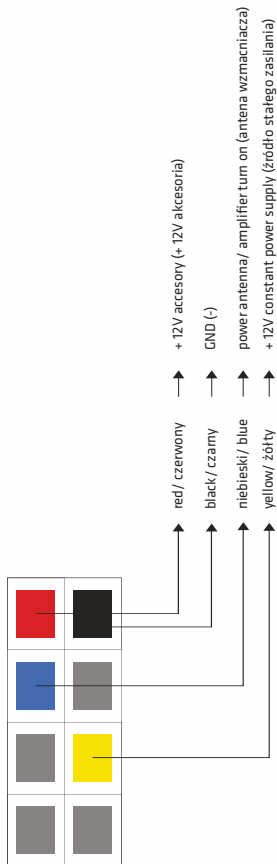 red/ czerwony → + 12V accesory (+ 12V akcesoria)
black/ czarny → GND (-)
niebieski/ blue → power antenna/ amplifier turn on (antena wzmacniacza)
yellow/ żółty → + 12V constant power supply (źródło stałego zasilania)